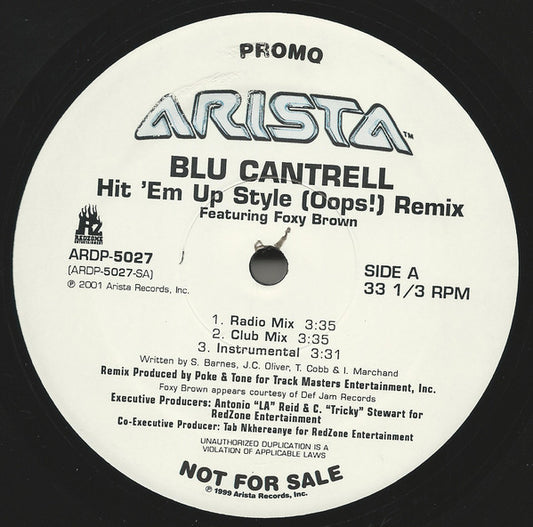 PROMO
ARISTA™
BLU CANTRELL
Hit 'Em Up Style (Oops!) Remix
Featuring Foxy Brown
RZ
REDZONE
ENTERTAINMENT
ARDP-5027
(ARDP-5027-SA)
℗ 2001 Arista Records, Inc.
SIDE A
33 1/3 RPM
1. Radio Mix 3:35
2. Club Mix 3:35
3. Instrumental 3:31
Written by S. Barnes, J.C. Oliver, T. Cobb & I. Marchand
Remix Produced by Poke & Tone for Track Masters Entertainment, Inc.
Foxy Brown appears courtesy of Def Jam Records
Executive Producers: Antonio "LA" Reid & C. "Tricky" Stewart for
RedZone Entertainment
Co-Executive Producer: Tab Nkhereanye for RedZone Entertainment
UNAUTHORIZED DUPLICATION IS A
VIOLATION OF APPLICABLE LAWS
NOT FOR SALE
℗ 1999 Arista Records, Inc.